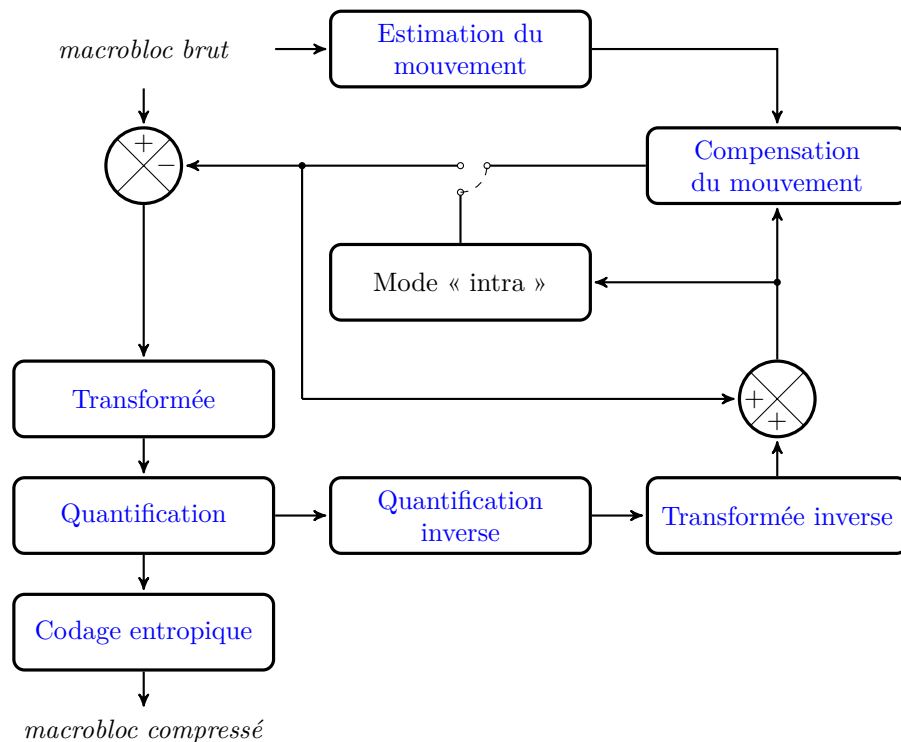 macrobloc brut
Estimation du
mouvement
+
−
Compensation
du mouvement
Mode « intra »
Transformée
+
+
Quantification
Quantification
inverse
Transformée inverse
Codage entropique
macrobloc compressé